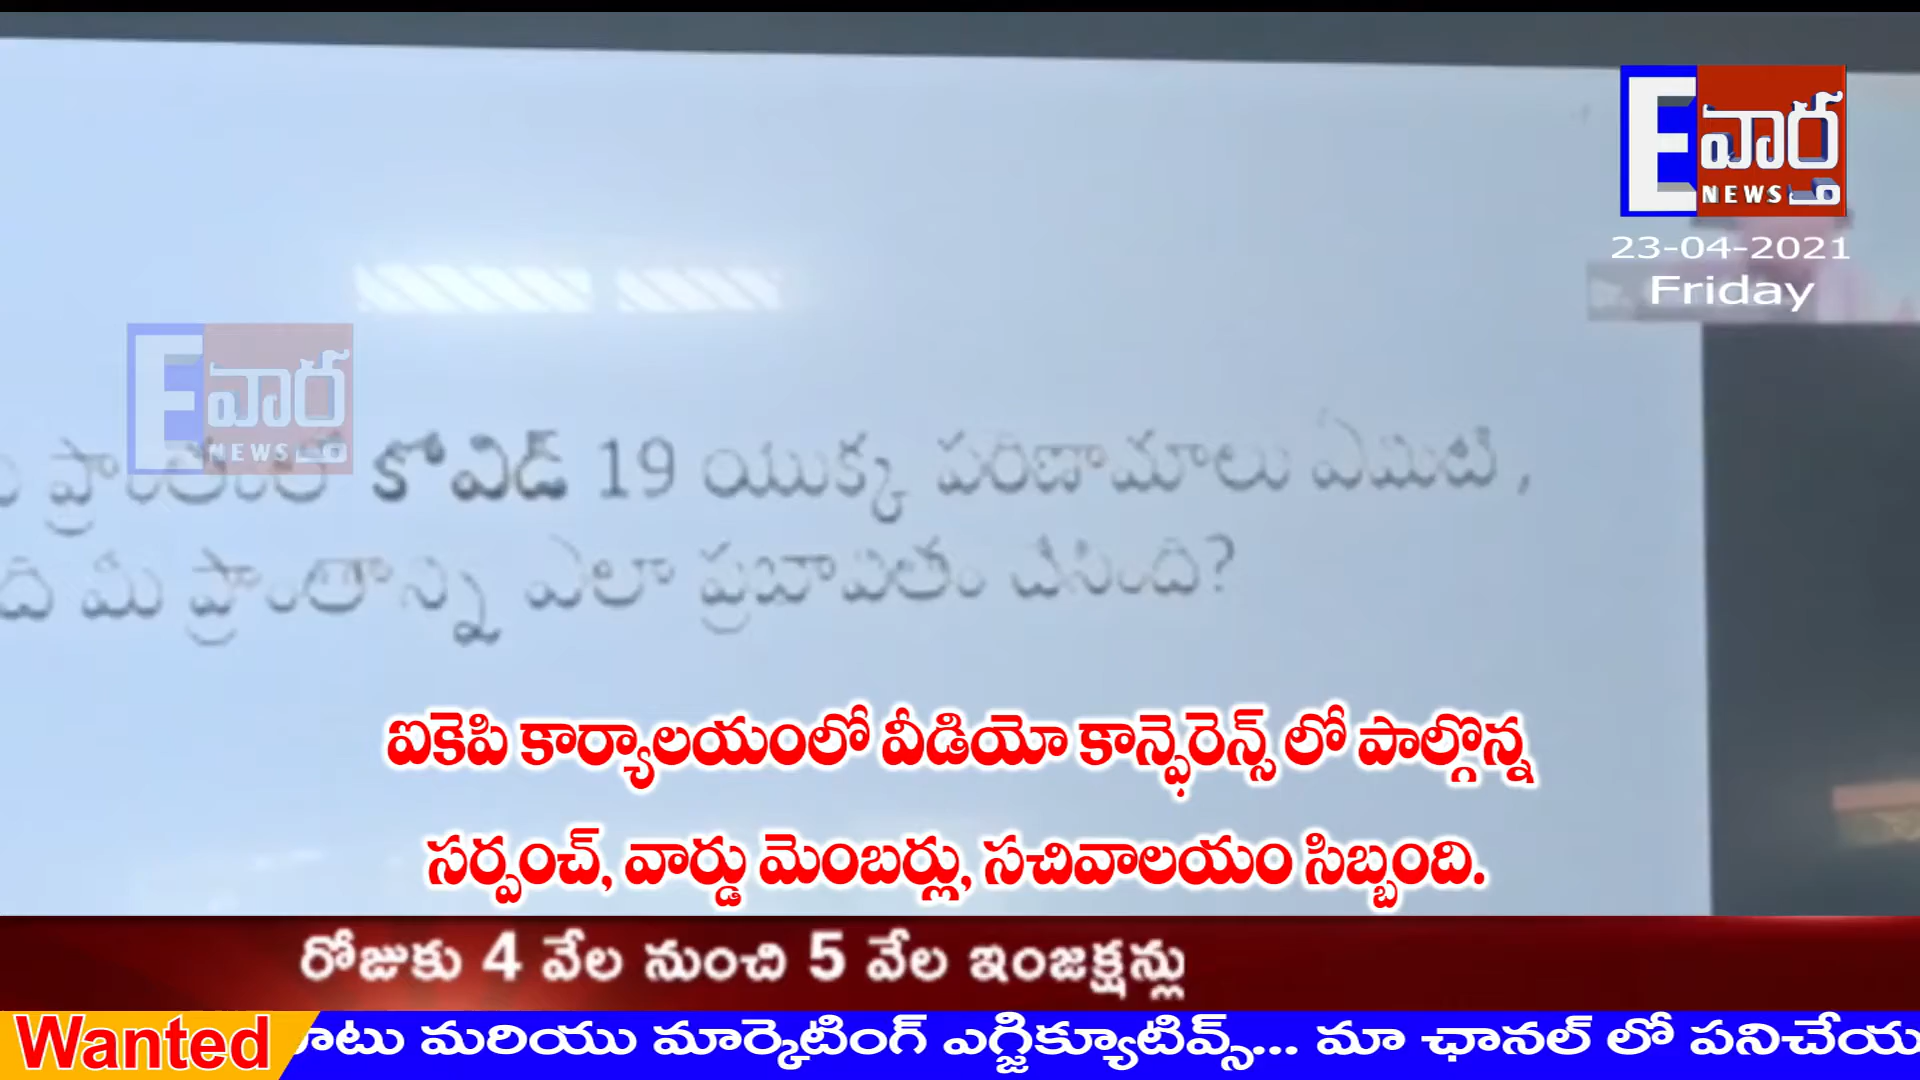 E వార్త
NEWS
23-04-2021
Friday
E వార్త
NEWS
ప్రాంతంలో కోవిడ్ 19 యొక్క పరిణామాలు ఏమిటి,
ది మీ ప్రాంతాన్ని ఎలా ప్రభావితం చేసింది?
ఐకెపి కార్యాలయంలో వీడియో కాన్ఫెరెన్స్ లో పాల్గొన్న
సర్పంచ్, వార్డు మెంబర్లు, సచివాలయం సిబ్బంది.
రోజుకు 4 వేల నుంచి 5 వేల ఇంజక్షన్లు
Wanted మరియు మార్కెటింగ్ ఎగ్జిక్యూటివ్స్... మా ఛానల్ లో పనిచేయు